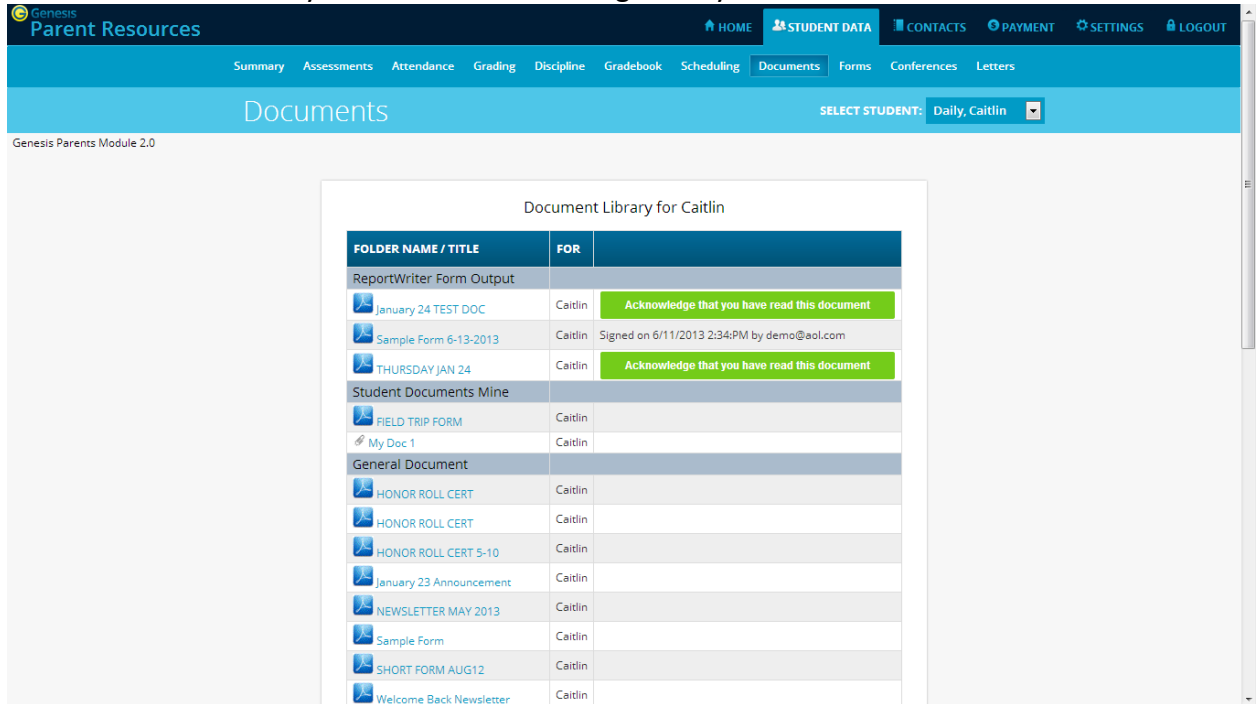 Genesis
Parent Resources
HOME STUDENT DATA CONTACTS PAYMENT SETTINGS LOGOUT
Summary Assessments Attendance Grading Discipline Gradebook Scheduling Documents Forms Conferences Letters
Documents SELECT STUDENT: Daily, Caitlin
Genesis Parents Module 2.0
Document Library for Caitlin
FOLDER NAME / TITLE FOR
ReportWriter Form Output
January 24 TEST DOC Caitlin Acknowledge that you have read this document
Sample Form 6-13-2013 Caitlin Signed on 6/11/2013 2:34:PM by demo@aol.com
THURSDAY JAN 24 Caitlin Acknowledge that you have read this document
Student Documents Mine
FIELD TRIP FORM Caitlin
My Doc 1 Caitlin
General Document
HONOR ROLL CERT Caitlin
HONOR ROLL CERT Caitlin
HONOR ROLL CERT 5-10 Caitlin
January 23 Announcement Caitlin
NEWSLETTER MAY 2013 Caitlin
Sample Form Caitlin
SHORT FORM AUG12 Caitlin
Welcome Back Newsletter Caitlin